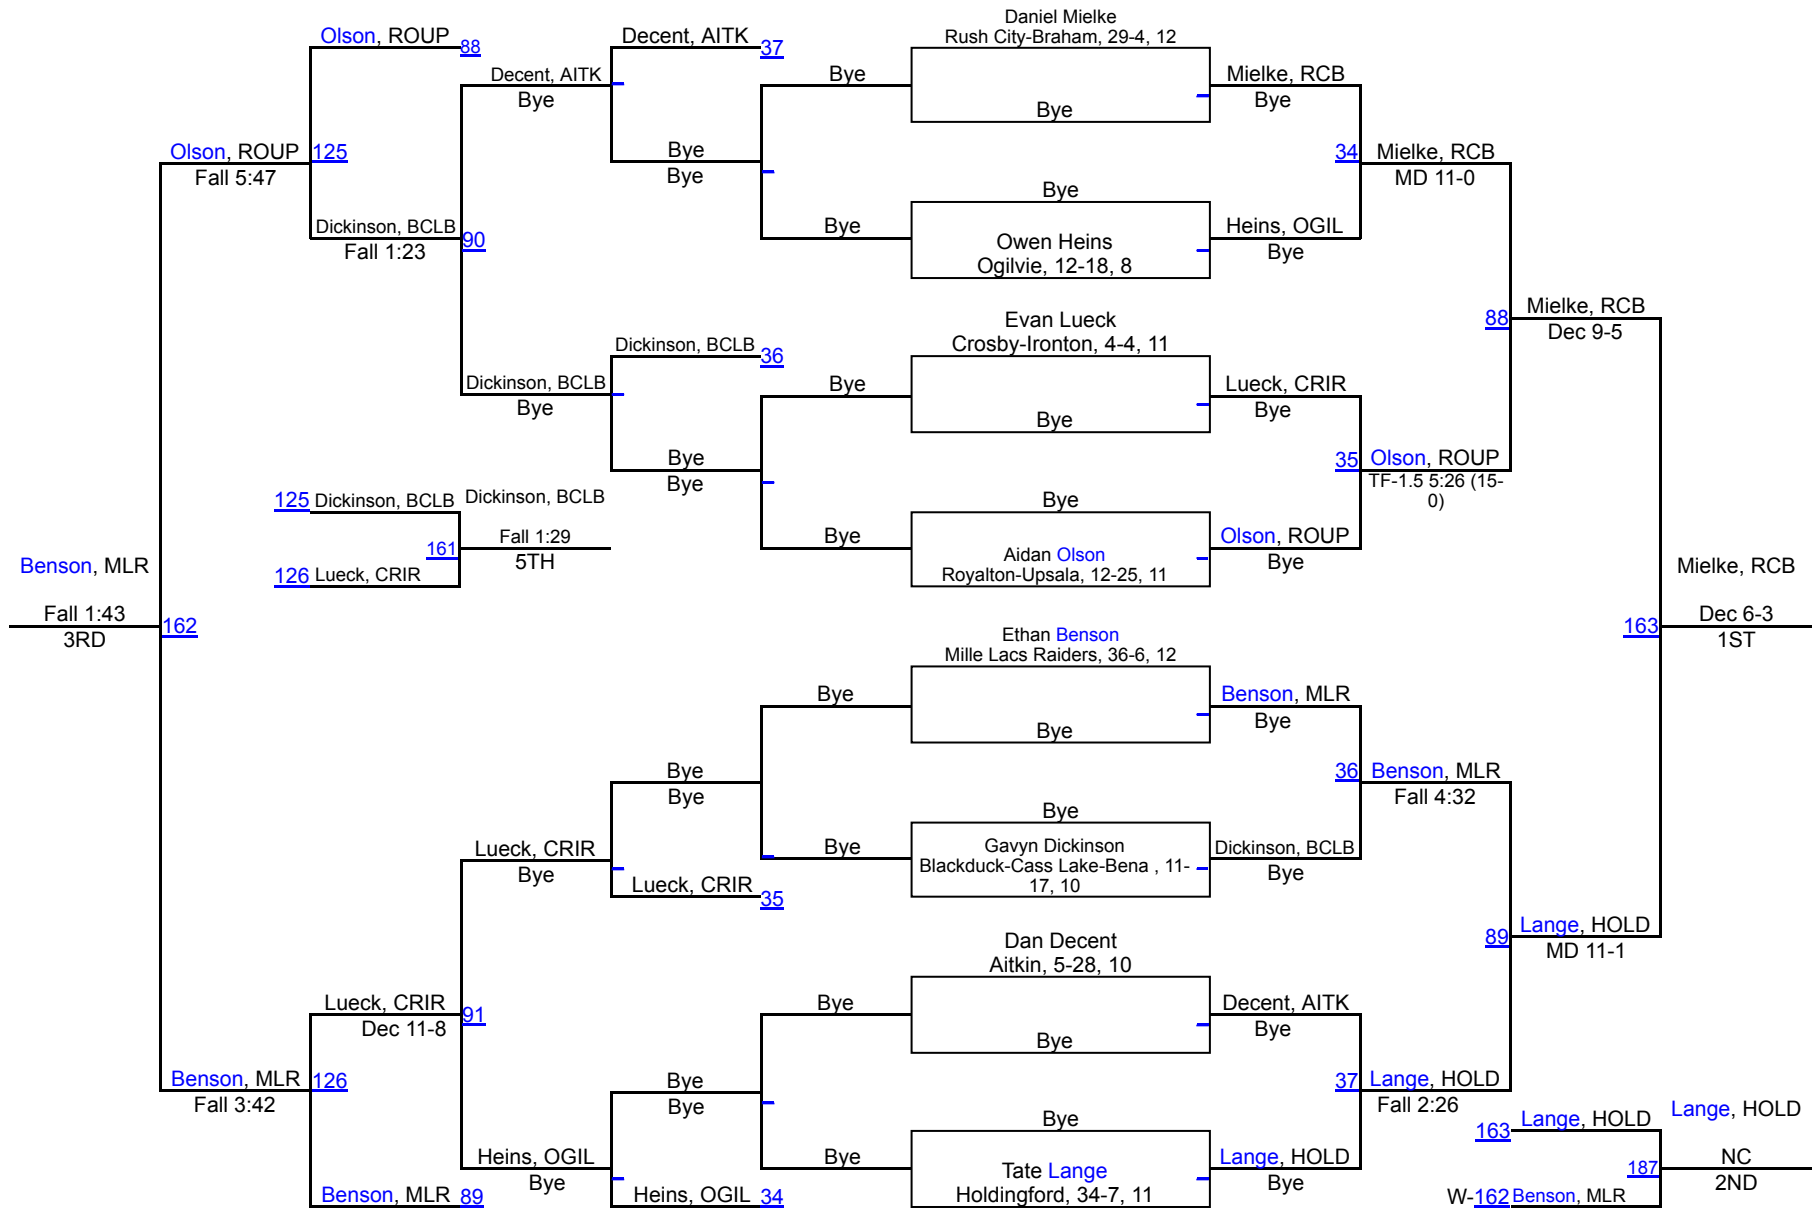 Daniel Mielke
Rush City-Braham, 29-4, 12
Olson, ROUP 88
Decent, AITK 37
Decent, AITK
Bye
Bye
Bye
Mielke, RCB
Bye
Olson, ROUP 125
Fall 5:47
Bye
Bye
34 Mielke, RCB
MD 11-0
Bye
Dickinson, BCLB 90
Fall 1:23
Bye
Owen Heins
Ogilvie, 12-18, 8
Heins, OGIL
Bye
Evan Lueck
Crosby-Ironton, 4-4, 11
88 Mielke, RCB
Dec 9-5
Dickinson, BCLB 36
Dickinson, BCLB
Bye
Bye
Bye
Lueck, CRIR
Bye
Bye
Bye
35 Olson, ROUP
TF-1.5 5:26 (15-
0)
125 Dickinson, BCLB
Dickinson, BCLB
Bye
Bye
Aidan Olson
Royalton-Upsala, 12-25, 11
Olson, ROUP
Bye
161 Fall 1:29
5TH
126 Lueck, CRIR
Benson, MLR
Fall 1:43
3RD
162
Mielke, RCB
163 Dec 6-3
1ST
Ethan Benson
Mille Lacs Raiders, 36-6, 12
Bye
Bye
Benson, MLR
Bye
Bye
Bye
36 Benson, MLR
Fall 4:32
Bye
Lueck, CRIR
Bye
Bye
Gavyn Dickinson
Blackduck-Cass Lake-Bena , 11-
17, 10
Dickinson, BCLB
Bye
Lueck, CRIR 35
Dan Decent
Aitkin, 5-28, 10
89 Lange, HOLD
MD 11-1
Lueck, CRIR 91
Dec 11-8
Bye
Bye
Decent, AITK
Bye
Benson, MLR 126
Fall 3:42
Bye
Bye
37 Lange, HOLD
Fall 2:26
Bye
163 Lange, HOLD
Lange, HOLD
Heins, OGIL
Bye
Bye
Tate Lange
Holdingford, 34-7, 11
Lange, HOLD
Bye
187 NC
2ND
Benson, MLR 89
Heins, OGIL 34
W-162 Benson, MLR